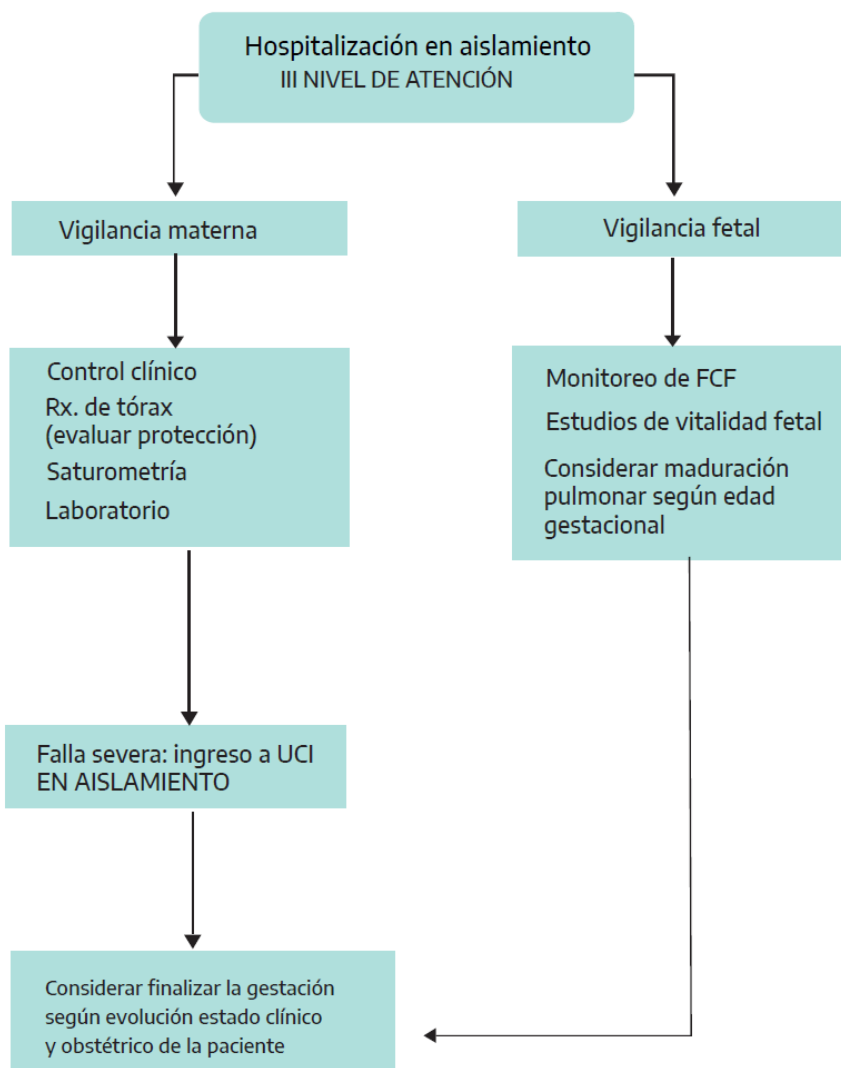 Hospitalización en aislamiento
III NIVEL DE ATENCIÓN
Vigilancia materna
Vigilancia fetal
Control clínico
Rx. de tórax
(evaluar protección)
Saturometría
Laboratorio
Monitoreo de FCF
Estudios de vitalidad fetal
Considerar maduración
pulmonar según edad
gestacional
Falla severa: ingreso a UCI
EN AISLAMIENTO
Considerar finalizar la gestación
según evolución estado clínico
y obstétrico de la paciente